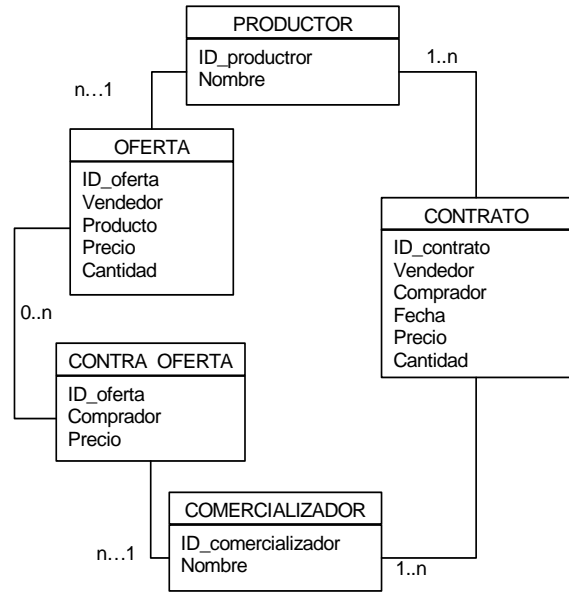 PRODUCTOR
ID_productror
Nombre
n...1
1..n
OFERTA
ID_oferta
Vendedor
Producto
Precio
Cantidad
CONTRATO
ID_contrato
Vendedor
Comprador
Fecha
Precio
Cantidad
0..n
CONTRA OFERTA
ID_oferta
Comprador
Precio
COMERCIALIZADOR
ID_comercializador
Nombre
n...1
1..n